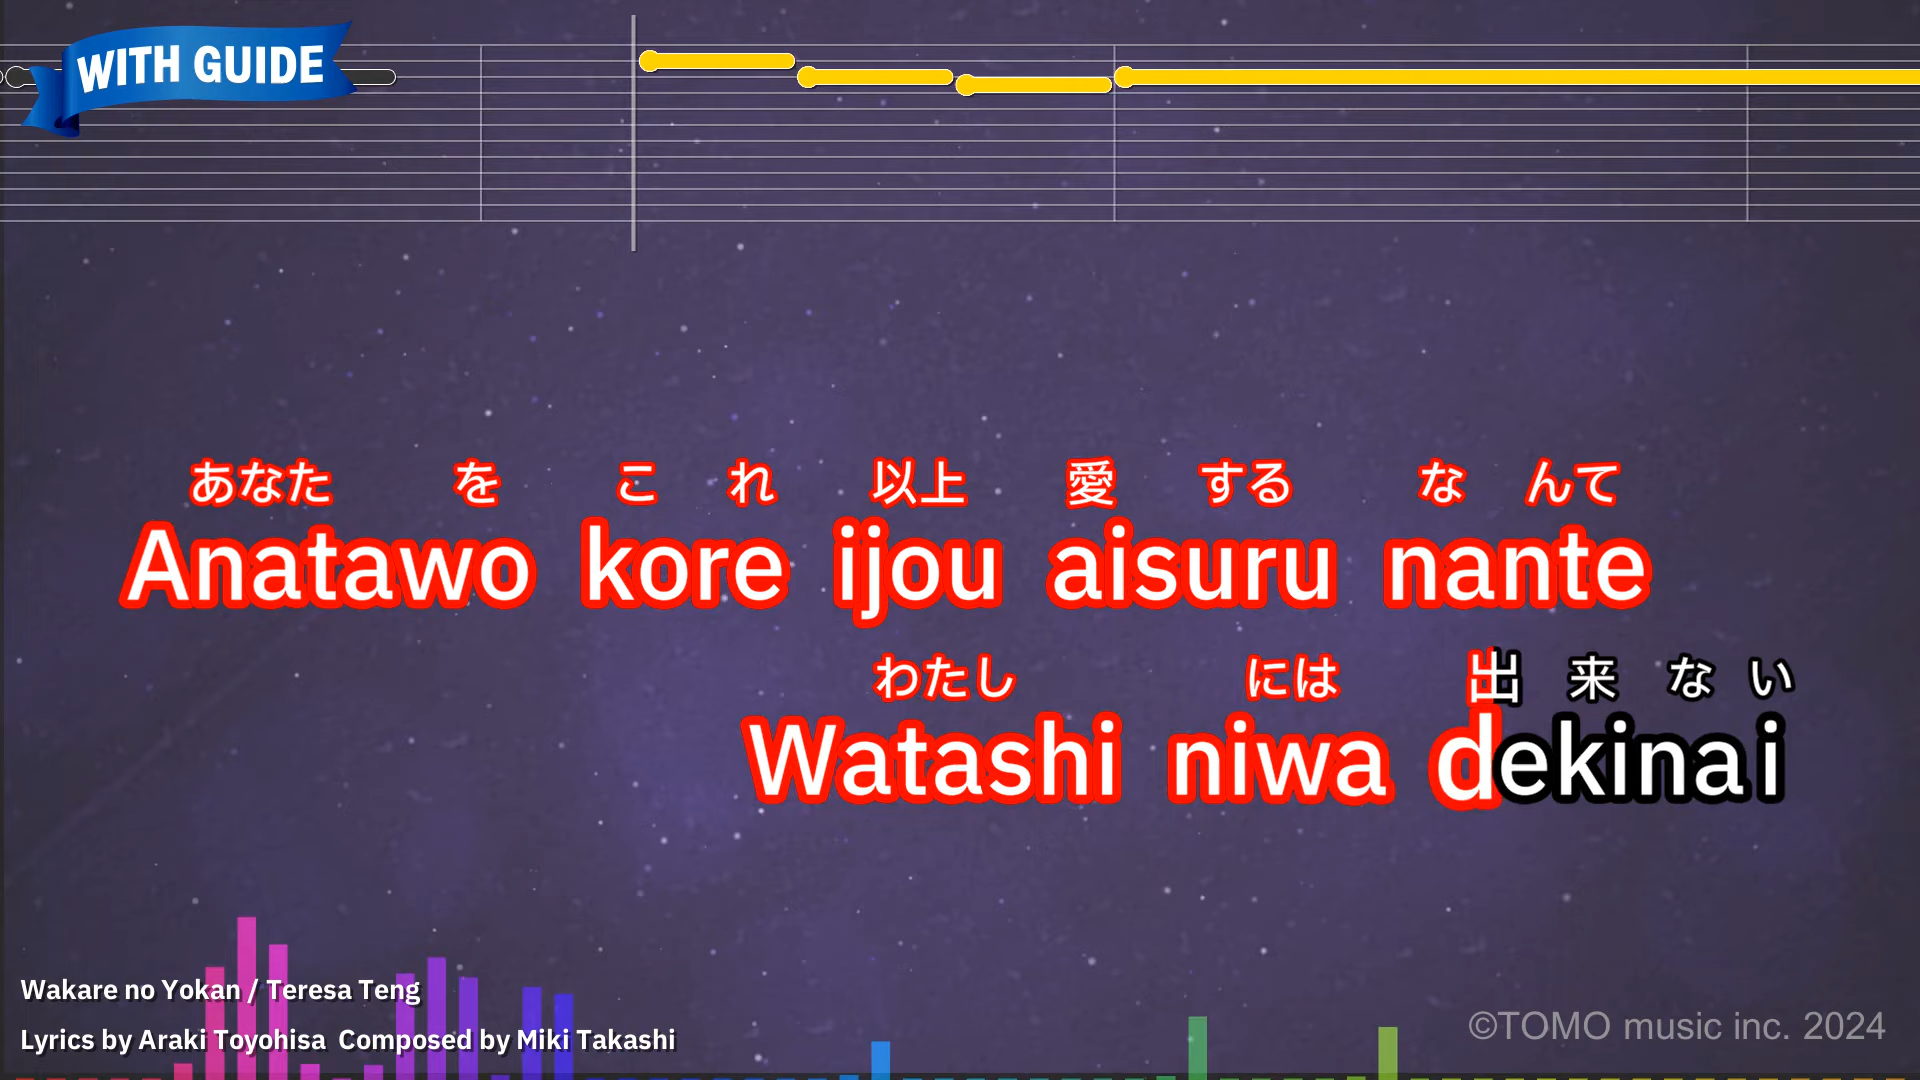 WITH GUIDE
あなた を こ れ 以上 愛 する な んて
Anatawo kore ijou aisuru nante
わたし には 出 来 な い
Watashi niwa dekinai
Wakare no Yokan / Teresa Teng
Lyrics by Araki Toyohisa Composed by Miki Takashi
©TOMO music inc. 2024